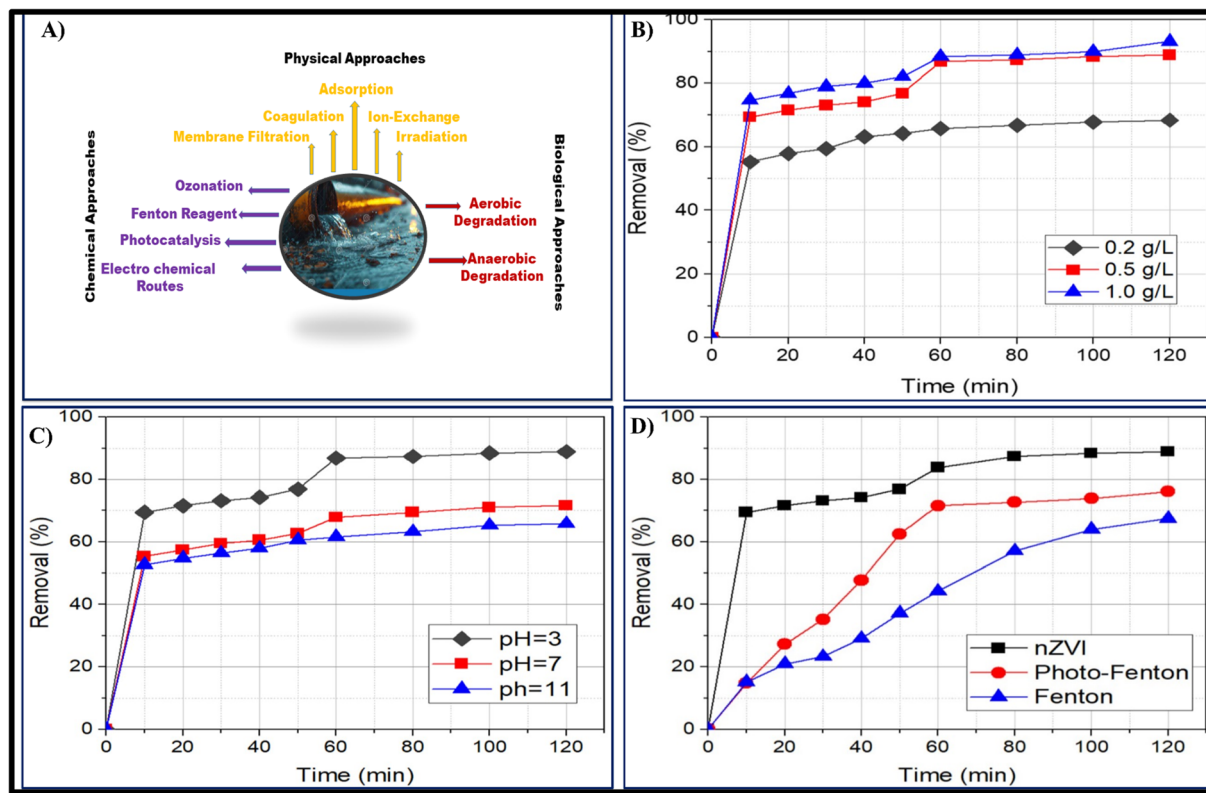 A)
Physical Approaches
Adsorption
Coagulation
Ion-Exchange
Membrane Filtration
Irradiation
Chemical Approaches
Ozonation
Fenton Reagent
Photocatalysis
Electro chemical
Routes
Biological Approaches
Aerobic
Degradation
Anaerobic
Degradation
B)
Removal (%)
100
80
60
40
20
0
0.2 g/L
0.5 g/L
1.0 g/L
0 20 40 60 80 100 120
Time (min)
C)
Removal (%)
100
80
60
40
20
0
pH=3
pH=7
ph=11
0 20 40 60 80 100 120
Time (min)
D)
Removal (%)
100
80
60
40
20
0
nZVI
Photo-Fenton
Fenton
0 20 40 60 80 100 120
Time (min)